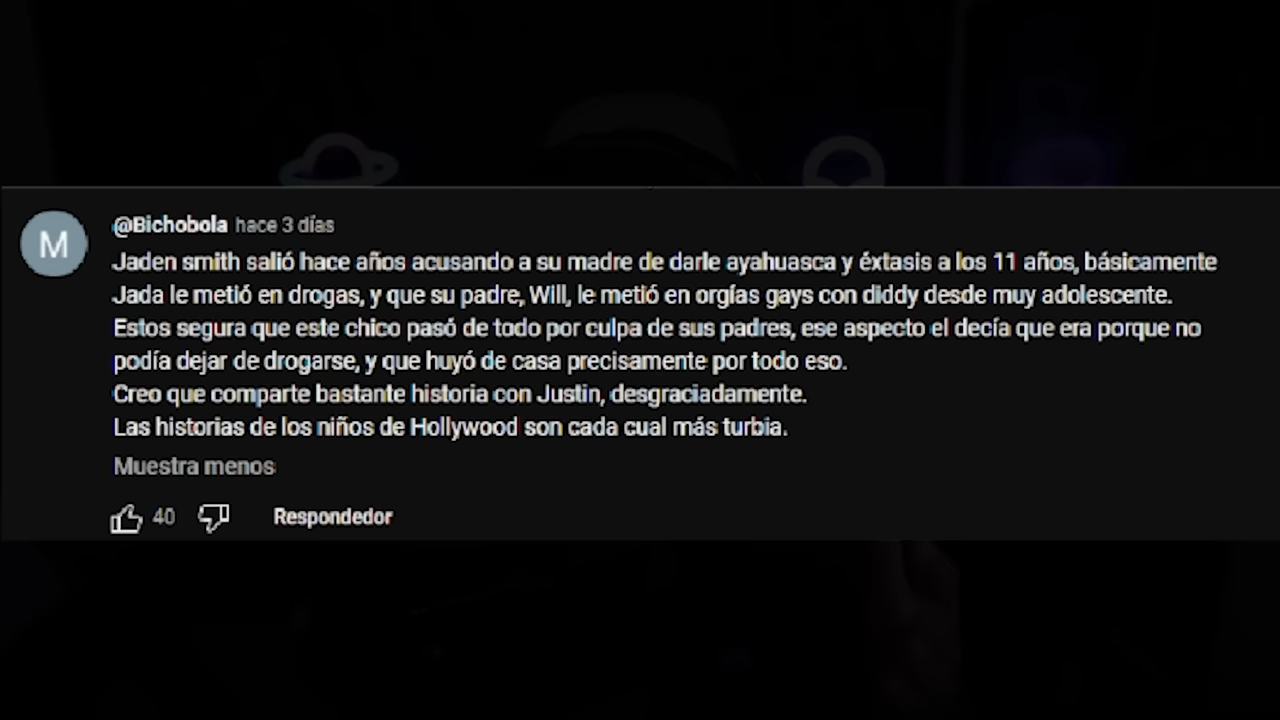 M
@Bichobola hace 3 días
Jaden smith salió hace años acusando a su madre de darle ayahuasca y éxtasis a los 11 años, básicamente
Jada le metió en drogas, y que su padre, Will, le metió en orgías gays con diddy desde muy adolescente.
Estos segura que este chico pasó de todo por culpa de sus padres, ese aspecto el decía que era porque no
podía dejar de drogarse, y que huyó de casa precisamente por todo eso.
Creo que comparte bastante historia con Justin, desgraciadamente.
Las historias de los niños de Hollywood son cada cual más turbia.
Muestra menos
40 Respondedor